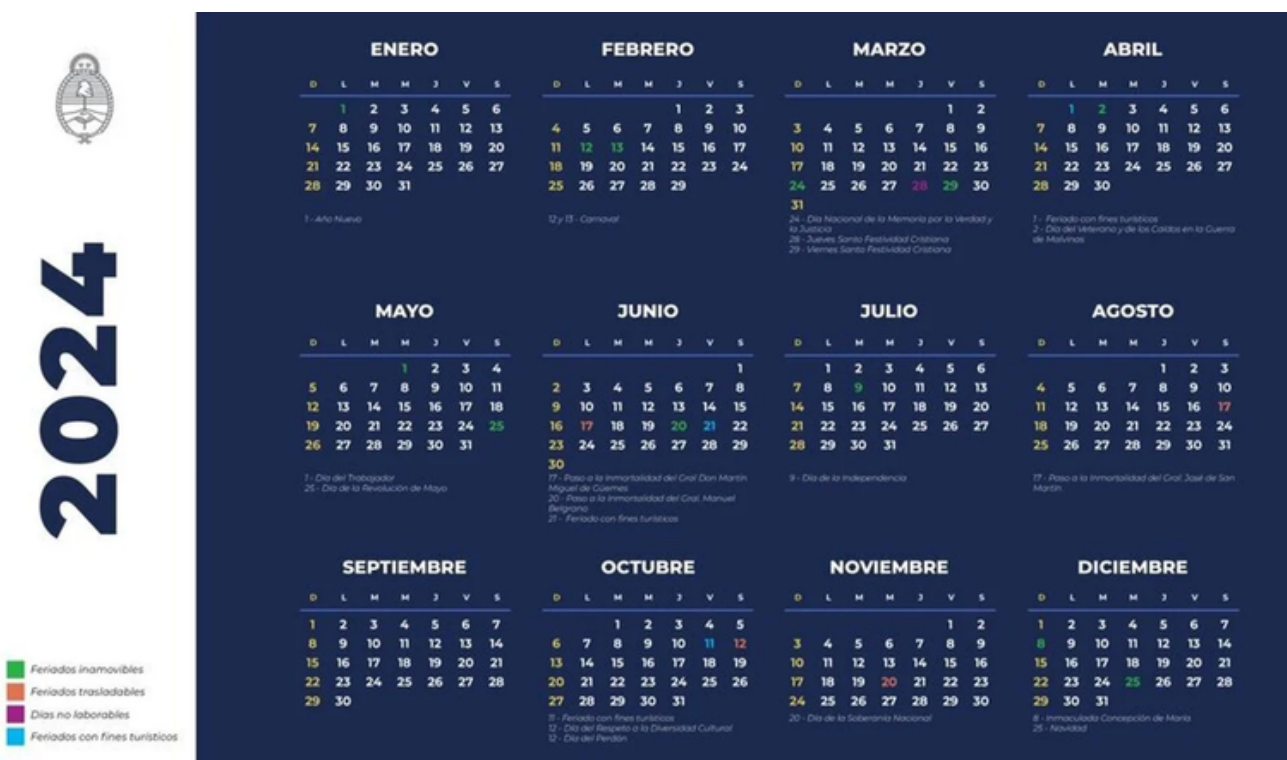 2024
ENERO
D L M M J V S
1 2 3 4 5 6
7 8 9 10 11 12 13
14 15 16 17 18 19 20
21 22 23 24 25 26 27
28 29 30 31
1 - Año Nuevo
FEBRERO
D L M M J V S
1 2 3
4 5 6 7 8 9 10
11 12 13 14 15 16 17
18 19 20 21 22 23 24
25 26 27 28 29
12 y 13 - Carnaval
MARZO
D L M M J V S
1 2
3 4 5 6 7 8 9
10 11 12 13 14 15 16
17 18 19 20 21 22 23
24 25 26 27 28 29 30
31
24 - Día Nacional de la Memoria por la Verdad y
la Justicia
28 - Jueves Santo Festividad Cristiana
29 - Viernes Santo Festividad Cristiana
ABRIL
D L M M J V S
1 2 3 4 5 6
7 8 9 10 11 12 13
14 15 16 17 18 19 20
21 22 23 24 25 26 27
28 29 30
1 - Feriado con fines turísticos
2 - Día del Veterano y de los Caídos en la Guerra
de Malvinas
MAYO
D L M M J V S
1 2 3 4
5 6 7 8 9 10 11
12 13 14 15 16 17 18
19 20 21 22 23 24 25
26 27 28 29 30 31
1 - Día del Trabajador
25 - Día de la Revolución de Mayo
JUNIO
D L M M J V S
1
2 3 4 5 6 7 8
9 10 11 12 13 14 15
16 17 18 19 20 21 22
23 24 25 26 27 28 29
30
17 - Paso a la Inmortalidad del Gral Don Martín
Miguel de Güemes
20 - Paso a la Inmortalidad del Gral. Manuel
Belgrano
21 - Feriado con fines turísticos
JULIO
D L M M J V S
1 2 3 4 5 6
7 8 9 10 11 12 13
14 15 16 17 18 19 20
21 22 23 24 25 26 27
28 29 30 31
9 - Día de la Independencia
AGOSTO
D L M M J V S
1 2 3
4 5 6 7 8 9 10
11 12 13 14 15 16 17
18 19 20 21 22 23 24
25 26 27 28 29 30 31
17 - Paso a la Inmortalidad del Gral. José de San
Martín
SEPTIEMBRE
D L M M J V S
1 2 3 4 5 6 7
8 9 10 11 12 13 14
15 16 17 18 19 20 21
22 23 24 25 26 27 28
29 30
OCTUBRE
D L M M J V S
1 2 3 4 5
6 7 8 9 10 11 12
13 14 15 16 17 18 19
20 21 22 23 24 25 26
27 28 29 30 31
11 - Feriado con fines turísticos
12 - Día del Respeto a la Diversidad Cultural
12 - Día del Perdón
NOVIEMBRE
D L M M J V S
1 2
3 4 5 6 7 8 9
10 11 12 13 14 15 16
17 18 19 20 21 22 23
24 25 26 27 28 29 30
20 - Día de la Soberanía Nacional
DICIEMBRE
D L M M J V S
1 2 3 4 5 6 7
8 9 10 11 12 13 14
15 16 17 18 19 20 21
22 23 24 25 26 27 28
29 30 31
8 - Inmaculada Concepción de María
25 - Navidad
Feriados inamovibles
Feriados trasladables
Días no laborables
Feriados con fines turísticos